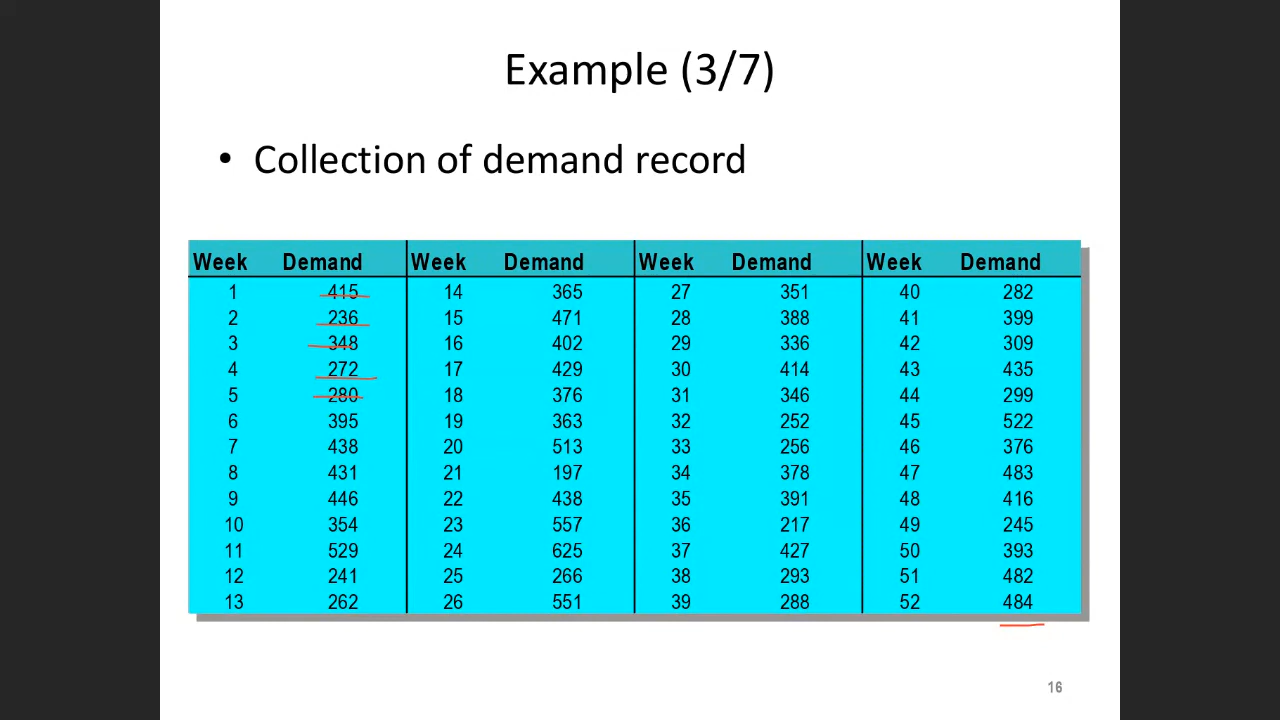 Example (3/7)
• Collection of demand record
Week Demand Week Demand Week Demand Week Demand
1 415 14 365 27 351 40 282
2 236 15 471 28 388 41 399
3 348 16 402 29 336 42 309
4 272 17 429 30 414 43 435
5 280 18 376 31 346 44 299
6 395 19 363 32 252 45 522
7 438 20 513 33 256 46 376
8 431 21 197 34 378 47 483
9 446 22 438 35 391 48 416
10 354 23 557 36 217 49 245
11 529 24 625 37 427 50 393
12 241 25 266 38 293 51 482
13 262 26 551 39 288 52 484
16